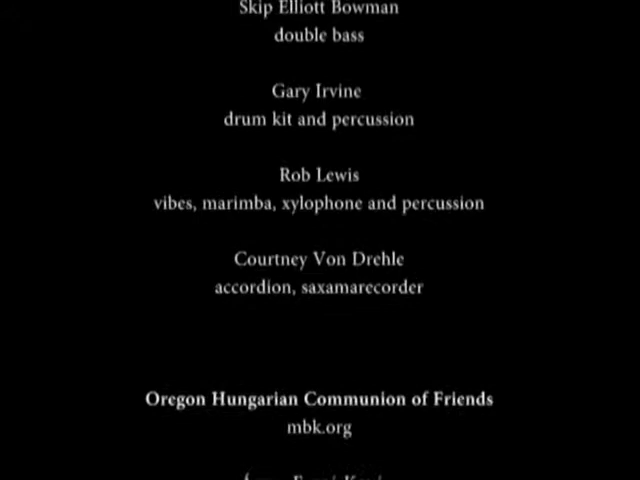 Skip Elliott Bowman
double bass
Gary Irvine
drum kit and percussion
Rob Lewis
vibes, marimba, xylophone and percussion
Courtney Von Drehle
accordion, saxamarecorder
Oregon Hungarian Communion of Friends
mbk.org